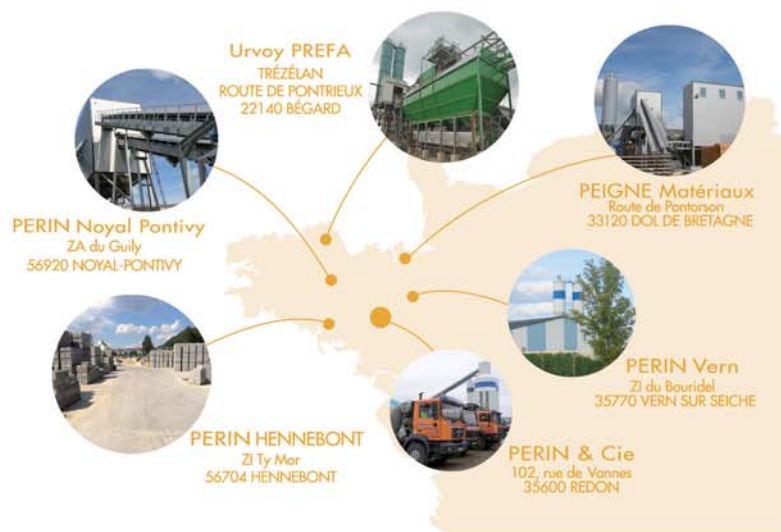 Urvoy PREFA
TRÉZÉLAN
ROUTE DE PONTRIEUX
22140 BÉGARD
PEIGNE Matériaux
Route de Pontorson
33120 DOL DE BRETAGNE
PERIN Noyal Pontivy
ZA du Guily
56920 NOYAL-PONTIVY
PERIN Vern
ZI du Bouridel
35770 VERN SUR SEICHE
PERIN HENNEBONT
ZI Ty Mor
56704 HENNEBONT
PERIN & Cie
102, rue de Vannes
35600 REDON